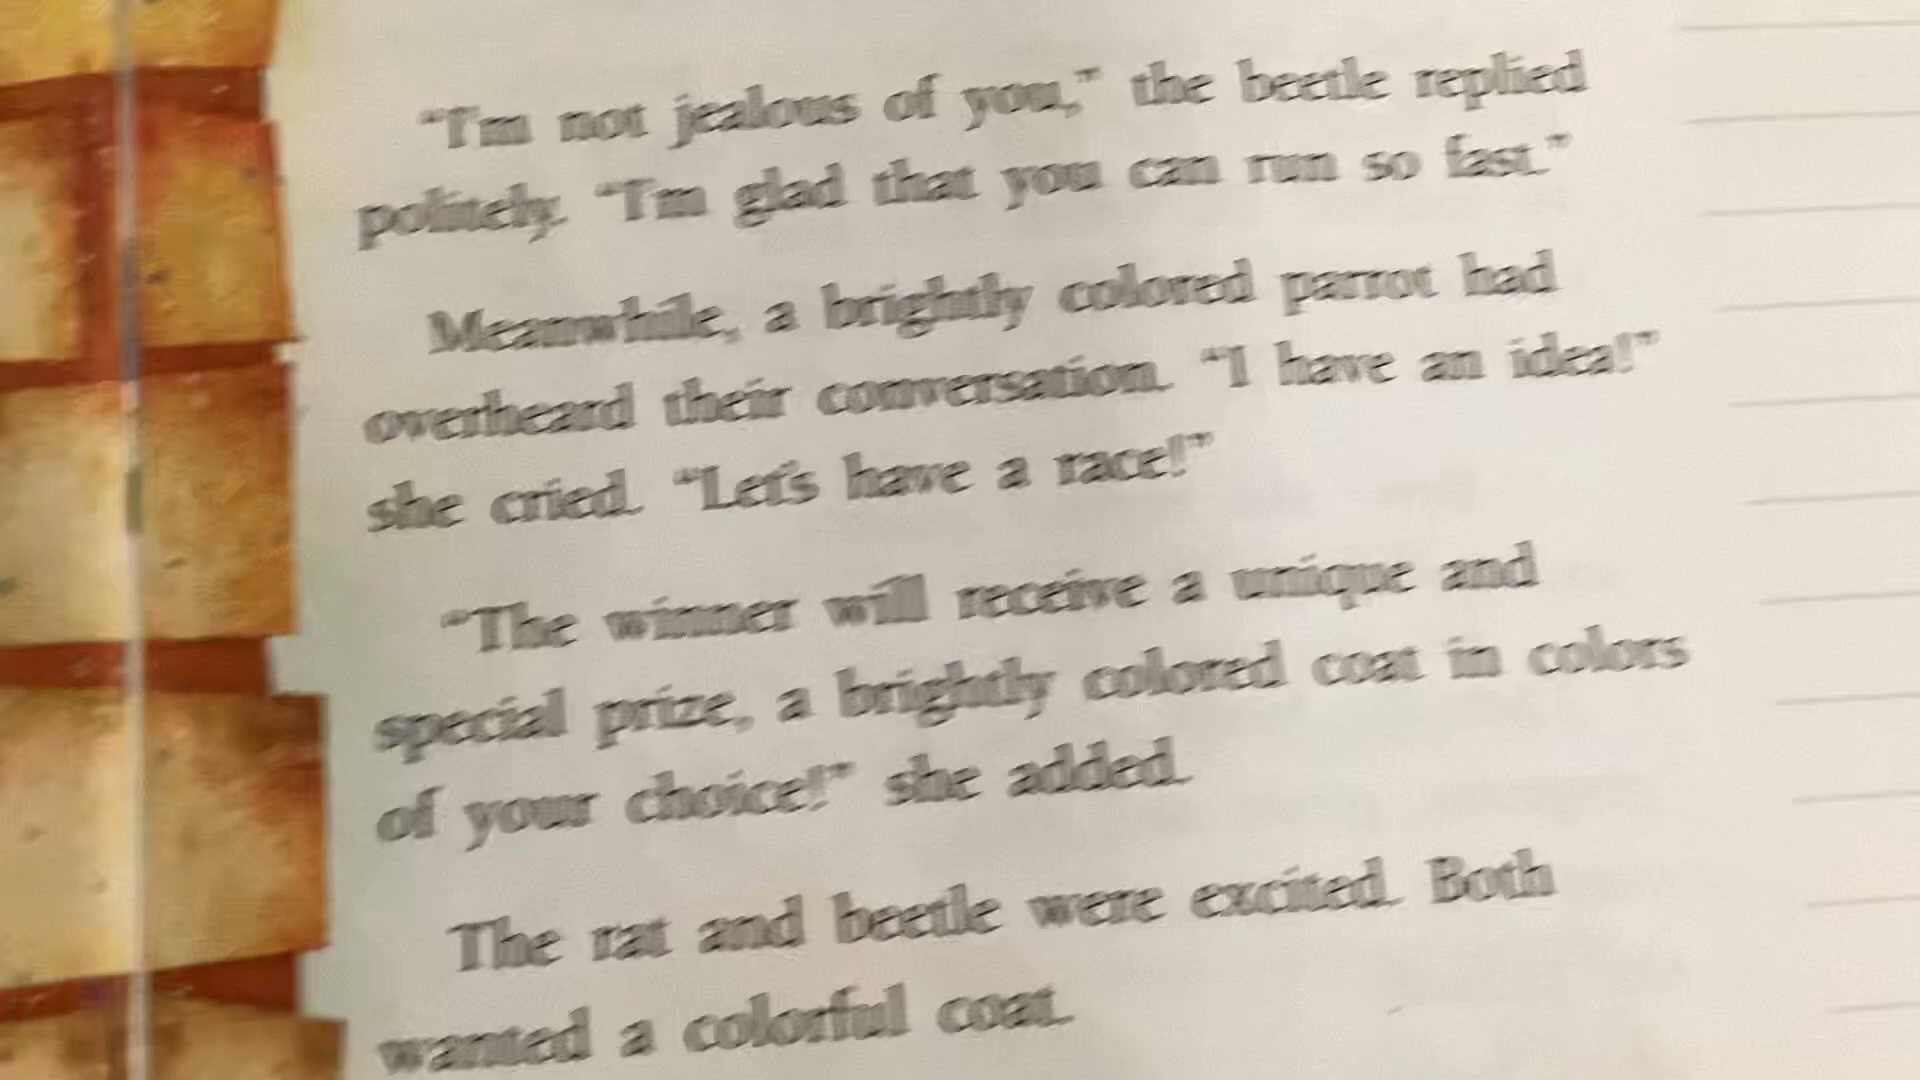 “I'm not jealous of you,” the beetle replied
politely. “I'm glad that you can run so fast.”
Meanwhile, a brightly colored parrot had
overheard their conversation. “I have an idea!”
she cried. “Let's have a race!”
“The winner will receive a unique and
special prize, a brightly colored coat in colors
of your choice!” she added.
The rat and beetle were excited. Both
wanted a colorful coat.